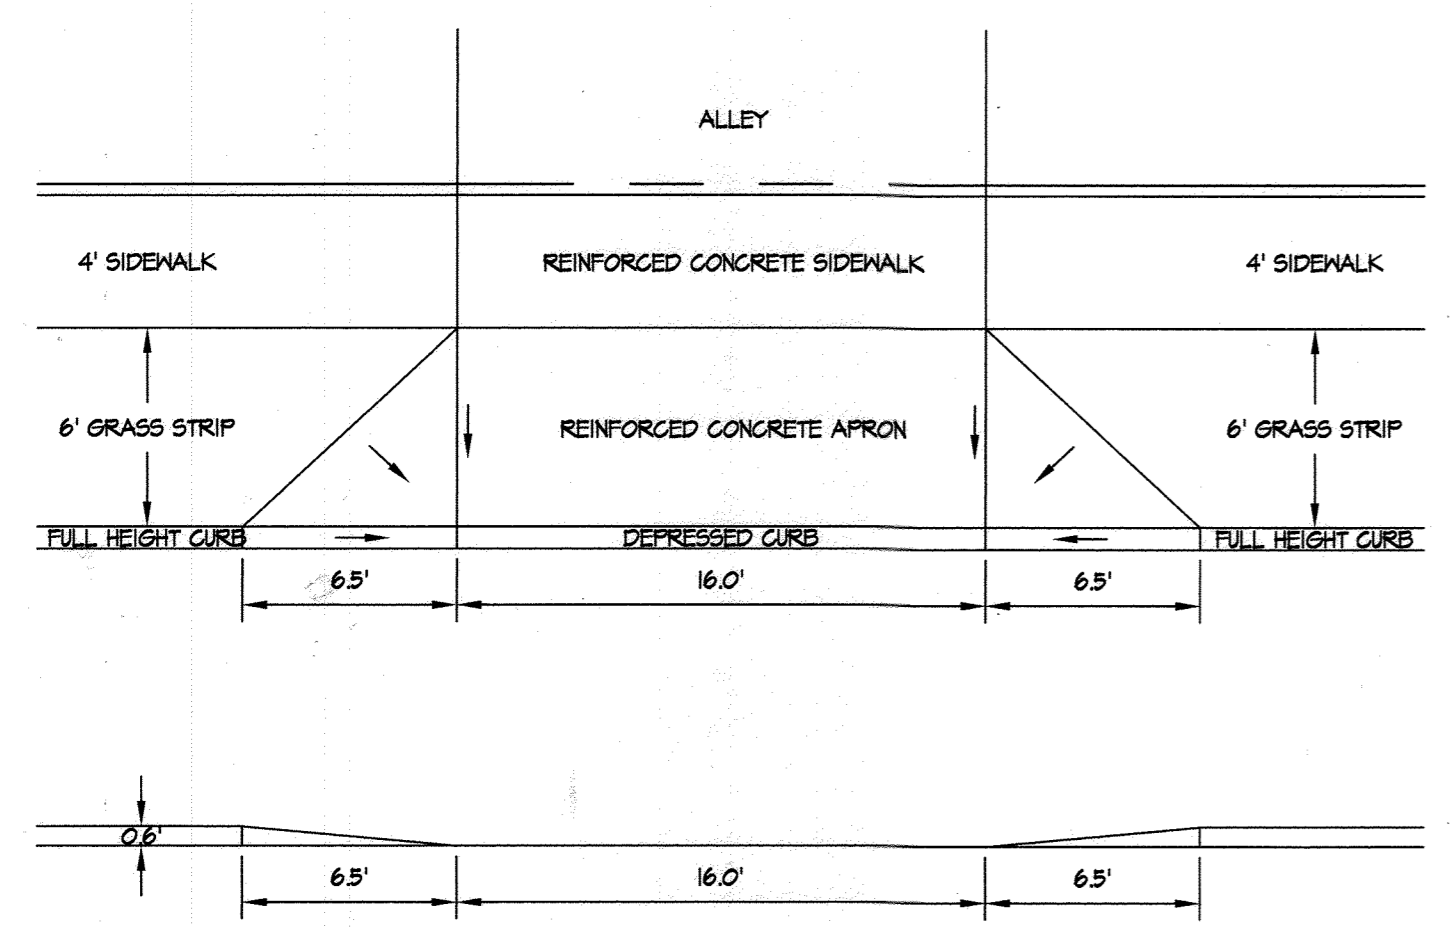 ALLEY
4' SIDEWALK
REINFORCED CONCRETE SIDEWALK
4' SIDEWALK
6' GRASS STRIP
REINFORCED CONCRETE APRON
6' GRASS STRIP
FULL HEIGHT CURB
DEPRESSED CURB
FULL HEIGHT CURB
6.5'
16.0'
6.5'
0.6'
6.5'
16.0'
6.5'